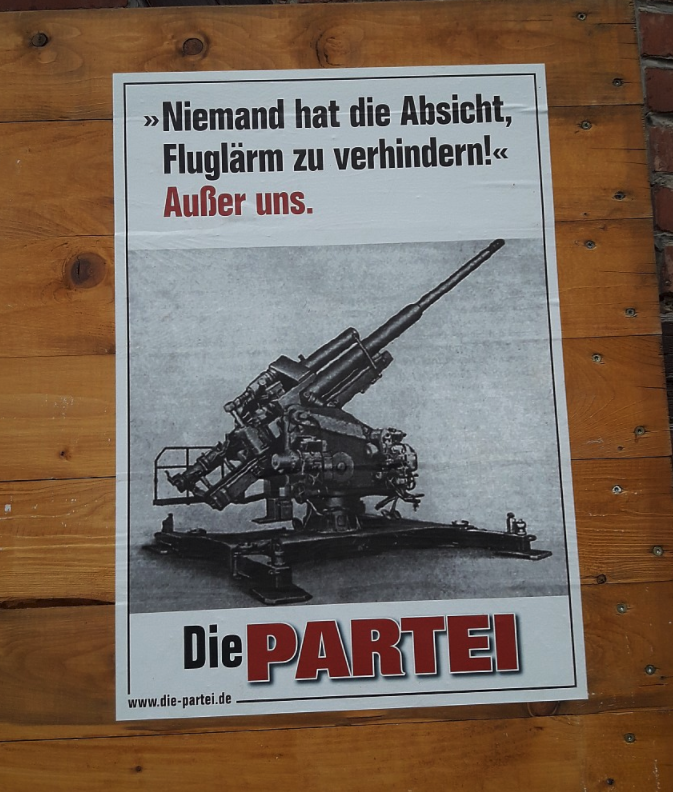 »Niemand hat die Absicht,
Fluglärm zu verhindern!«
Außer uns.
Die PARTEI
www.die-partei.de